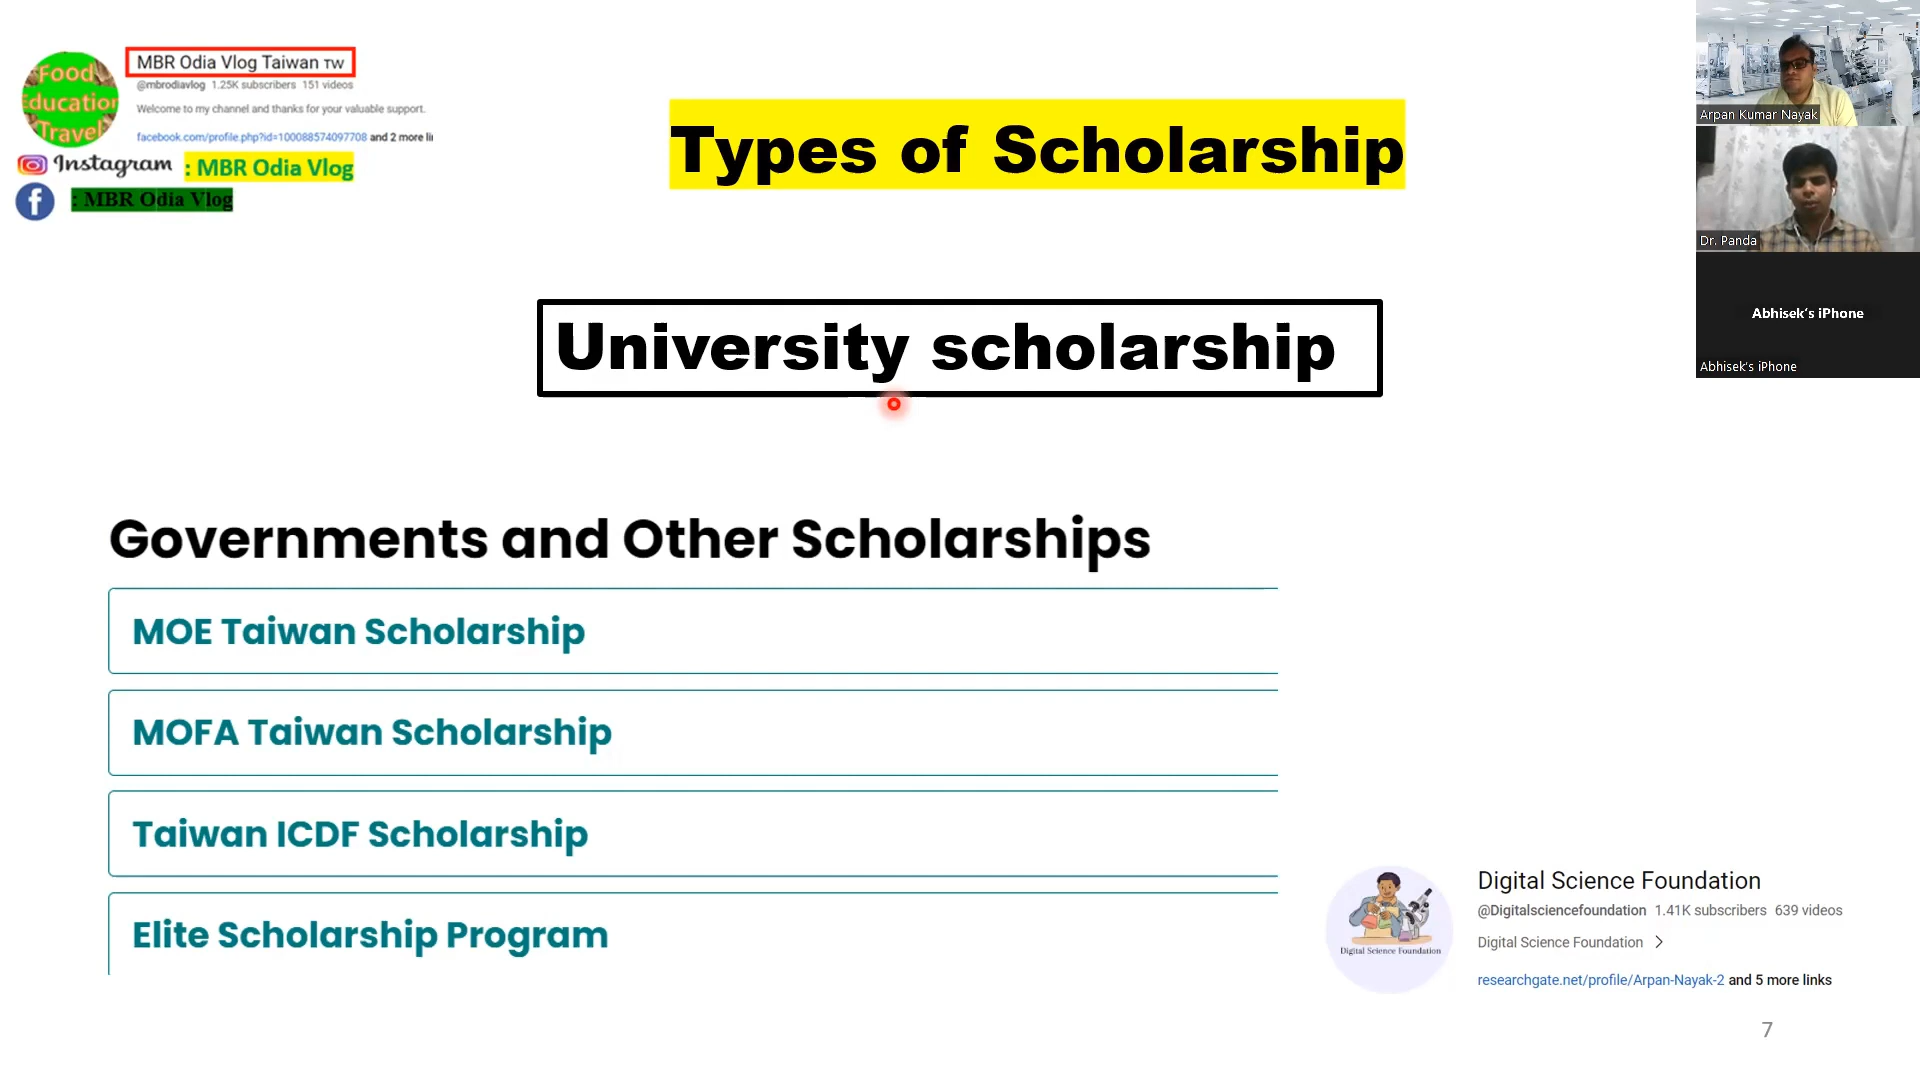 Food
Education
Travel
MBR Odia Vlog Taiwan TW
@mbrodiavlog 1.25K subscribers 151 videos
Welcome to my channel and thanks for your valuable support.
facebook.com/profile.php?id=100088574097708 and 2 more li
Instagram : MBR Odia Vlog
f : MBR Odia Vlog
Types of Scholarship
Arpan Kumar Nayak
Dr. Panda
Abhisek's iPhone
Abhisek's iPhone
University scholarship
Governments and Other Scholarships
MOE Taiwan Scholarship
MOFA Taiwan Scholarship
Taiwan ICDF Scholarship
Elite Scholarship Program
Digital Science Foundation
Digital Science Foundation
@Digitalsciencefoundation 1.41K subscribers 639 videos
Digital Science Foundation >
researchgate.net/profile/Arpan-Nayak-2 and 5 more links
7